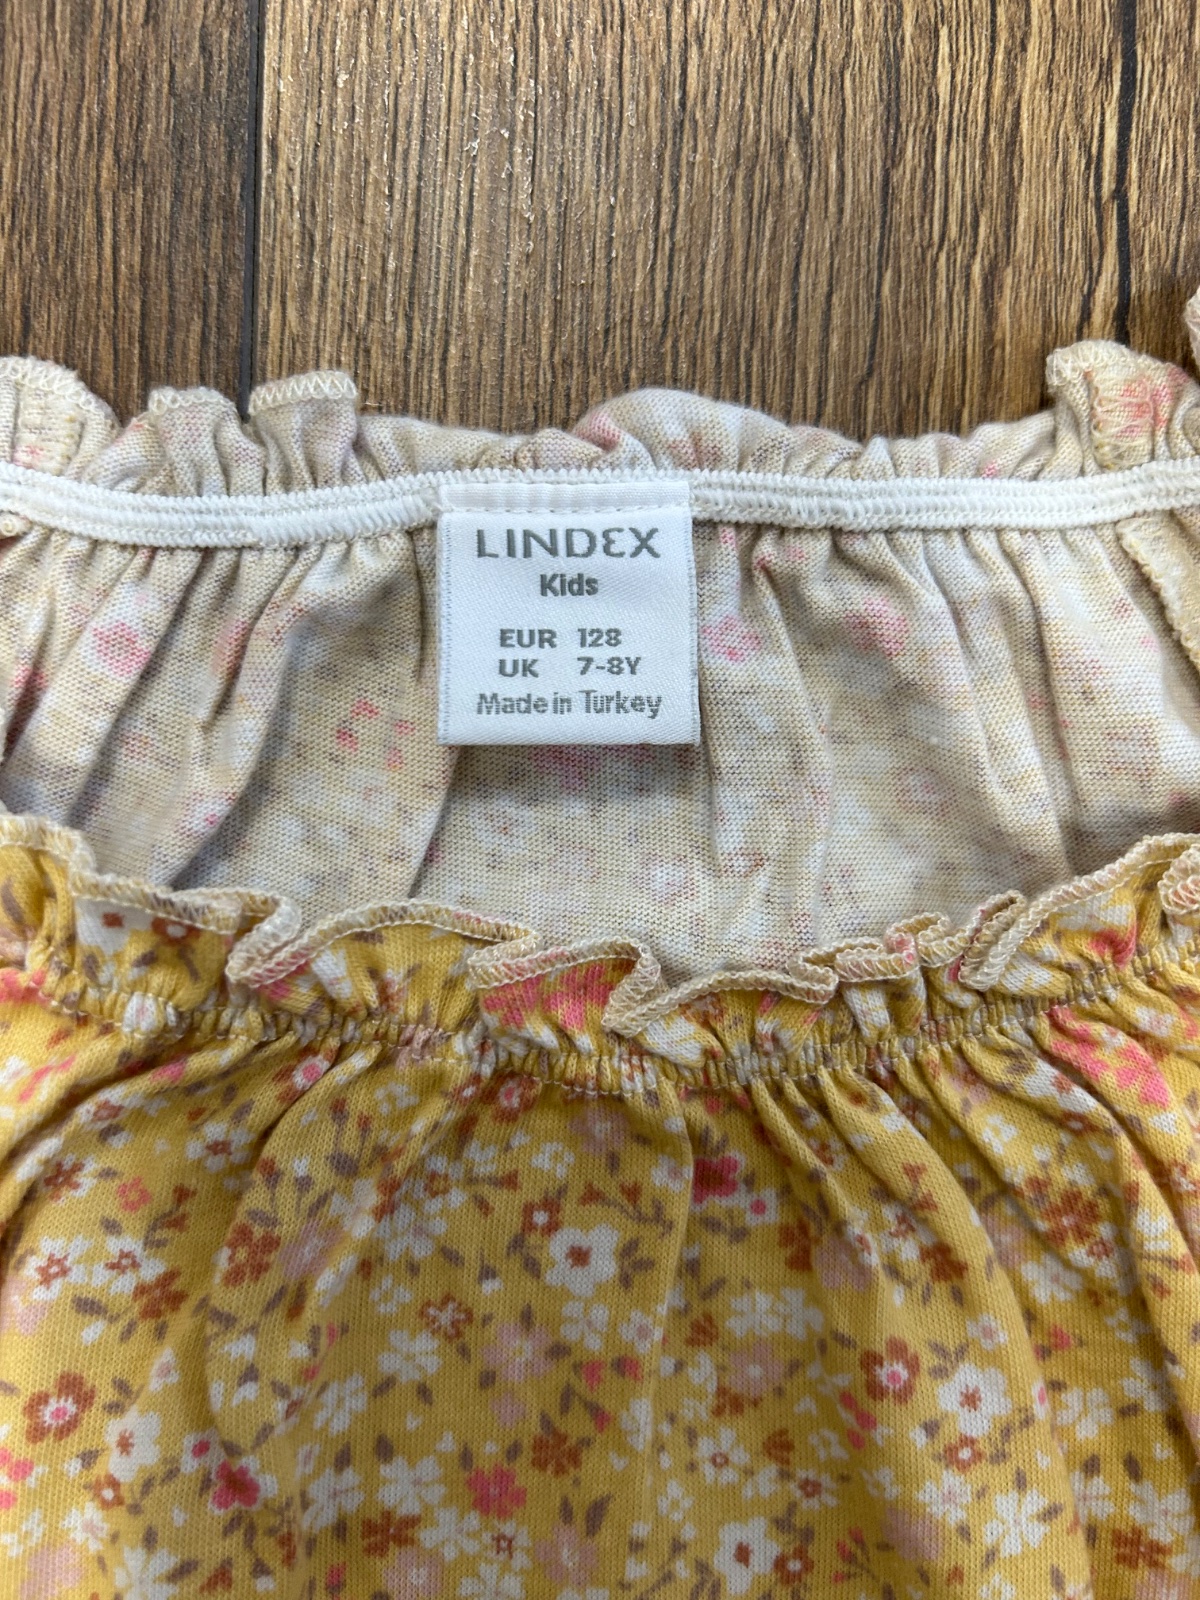 LINDEX
Kids
EUR 128
UK 7-8Y
Made in Turkey